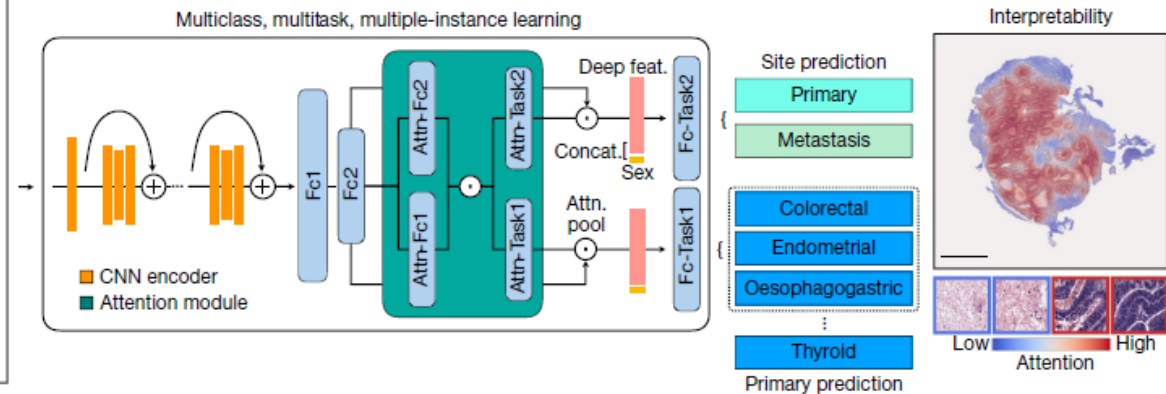 Multiclass, multitask, multiple-instance learning
Fc1
Fc2
Attn-Fc2
Attn-Fc1
Attn-Task2
Attn-Task1
Deep feat.
Concat.[
Sex
Attn.
pool
Fc-Task2
Fc-Task1
CNN encoder
Attention module
Site prediction
{
Primary
Metastasis
{
Colorectal
Endometrial
Oesophagogastric
Thyroid
Primary prediction
Interpretability
Low
High
Attention